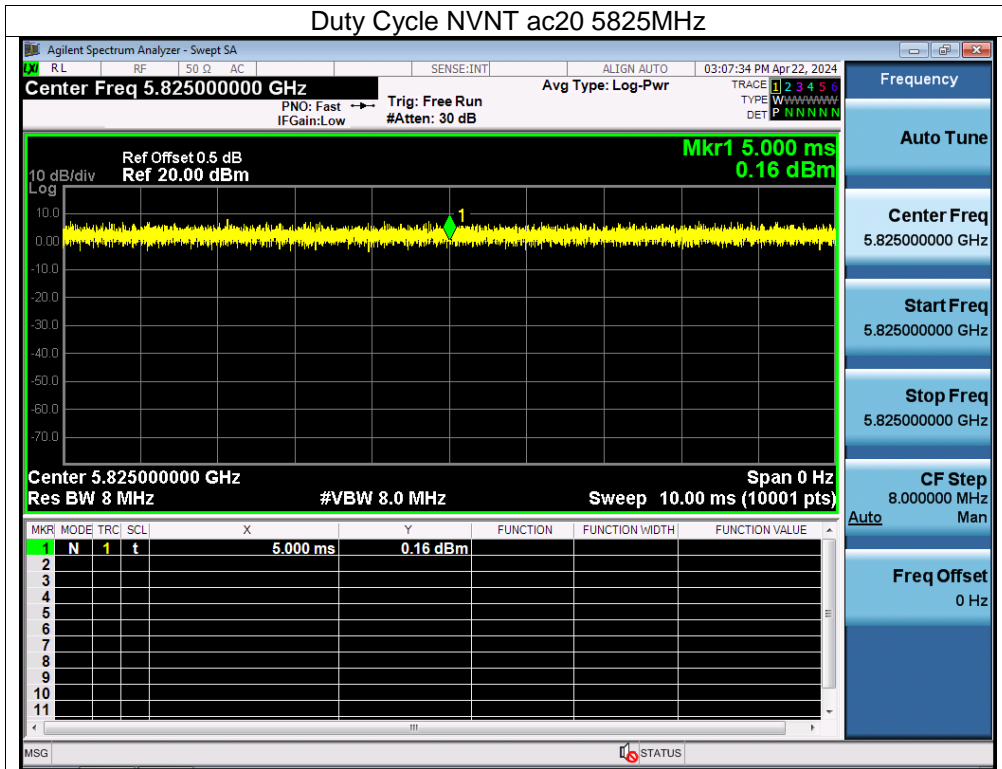 Duty Cycle NVNT ac20 5825MHz
Agilent Spectrum Analyzer - Swept SA
LXI RL RF 50 Ω AC SENSE:INT ALIGN AUTO 03:07:34 PM Apr 22, 2024
Center Freq 5.825000000 GHz Avg Type: Log-Pwr TRACE 1 2 3 4 5 6
PNO: Fast Trig: Free Run TYPE WWWWWWW
IFGain:Low #Atten: 30 dB DET P N N N N N
Mkr1 5.000 ms
Ref Offset 0.5 dB
0.16 dBm
10 dB/div Ref 20.00 dBm
Log
10.0
1
0.00
-10.0
-20.0
-30.0
-40.0
-50.0
-60.0
-70.0
Center 5.825000000 GHz Span 0 Hz
Res BW 8 MHz #VBW 8.0 MHz Sweep 10.00 ms (10001 pts)
MKR MODE TRC SCL X Y FUNCTION FUNCTION WIDTH FUNCTION VALUE
1 N 1 t 5.000 ms 0.16 dBm
2
3
4
5
6
7
8
9
10
11
MSG STATUS
Frequency
Auto Tune
Center Freq
5.825000000 GHz
Start Freq
5.825000000 GHz
Stop Freq
5.825000000 GHz
CF Step
8.000000 MHz
Auto Man
Freq Offset
0 Hz